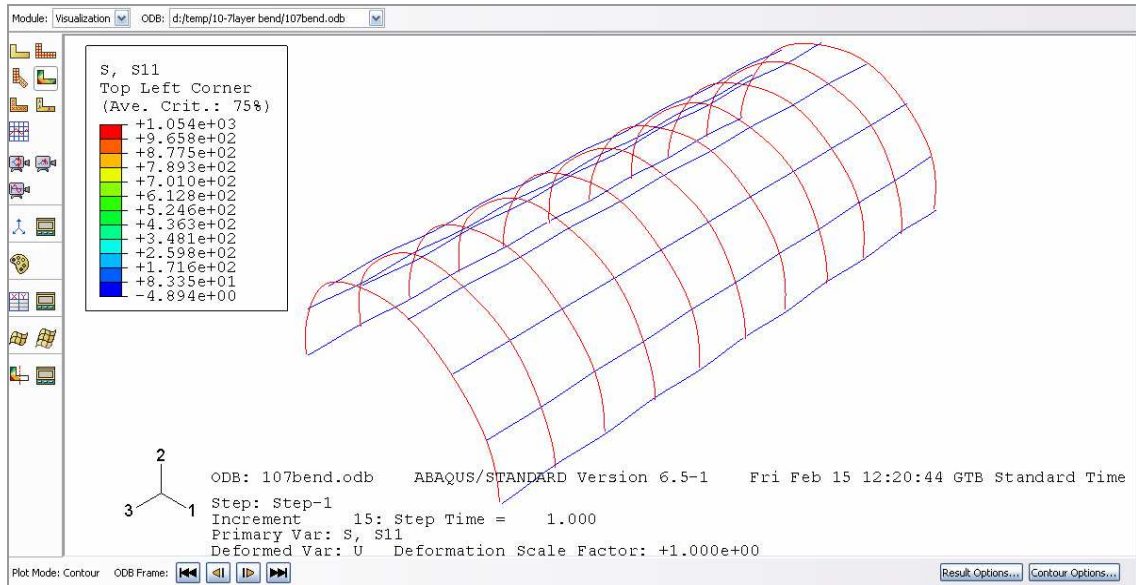 Module: Visualization ODB: d:/temp/10-7layer bend/107bend.odb
S, S11
Top Left Corner
(Ave. Crit.: 75%)
+1.054e+03
+9.658e+02
+8.775e+02
+7.893e+02
+7.010e+02
+6.128e+02
+5.246e+02
+4.363e+02
+3.481e+02
+2.598e+02
+1.716e+02
+8.335e+01
-4.894e+00
2
3
1
ODB: 107bend.odb ABAQUS/STANDARD Version 6.5-1 Fri Feb 15 12:20:44 GTB Standard Time
Step: Step-1
Increment 15: Step Time = 1.000
Primary Var: S, S11
Deformed Var: U Deformation Scale Factor: +1.000e+00
Plot Mode: Contour ODB Frame: Result Options... Contour Options...